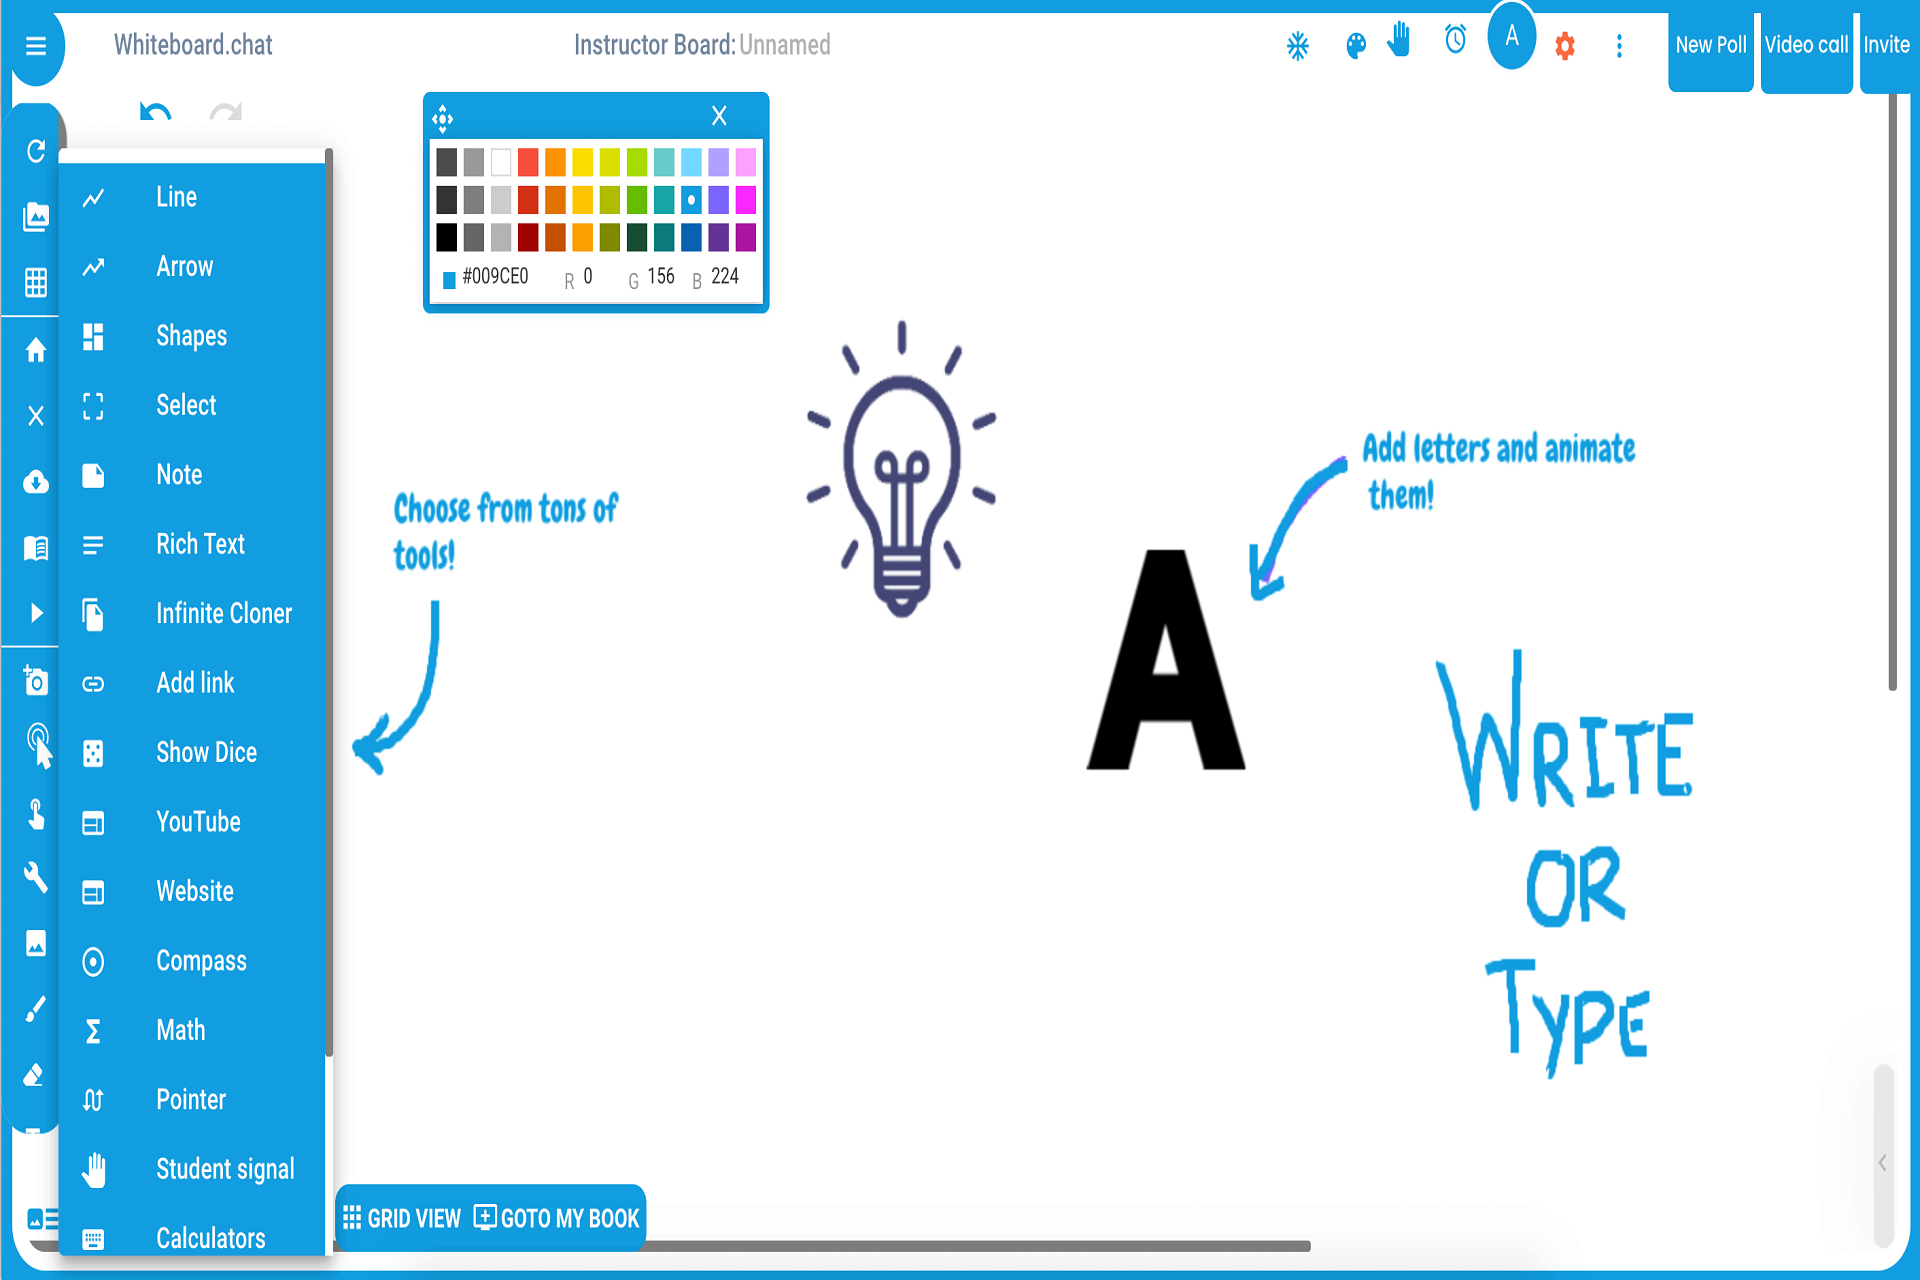 Whiteboard.chat
Instructor Board: Unnamed
A
New Poll
Video call
Invite
Line
Arrow
Shapes
Select
Note
Rich Text
Infinite Cloner
Add link
Show Dice
YouTube
Website
Compass
Math
Pointer
Student signal
Calculators
X
#009CE0 R 0 G 156 B 224
Choose from tons of
tools!
Add letters and animate
them!
A
WRITE
OR
TYPE
GRID VIEW GOTO MY BOOK